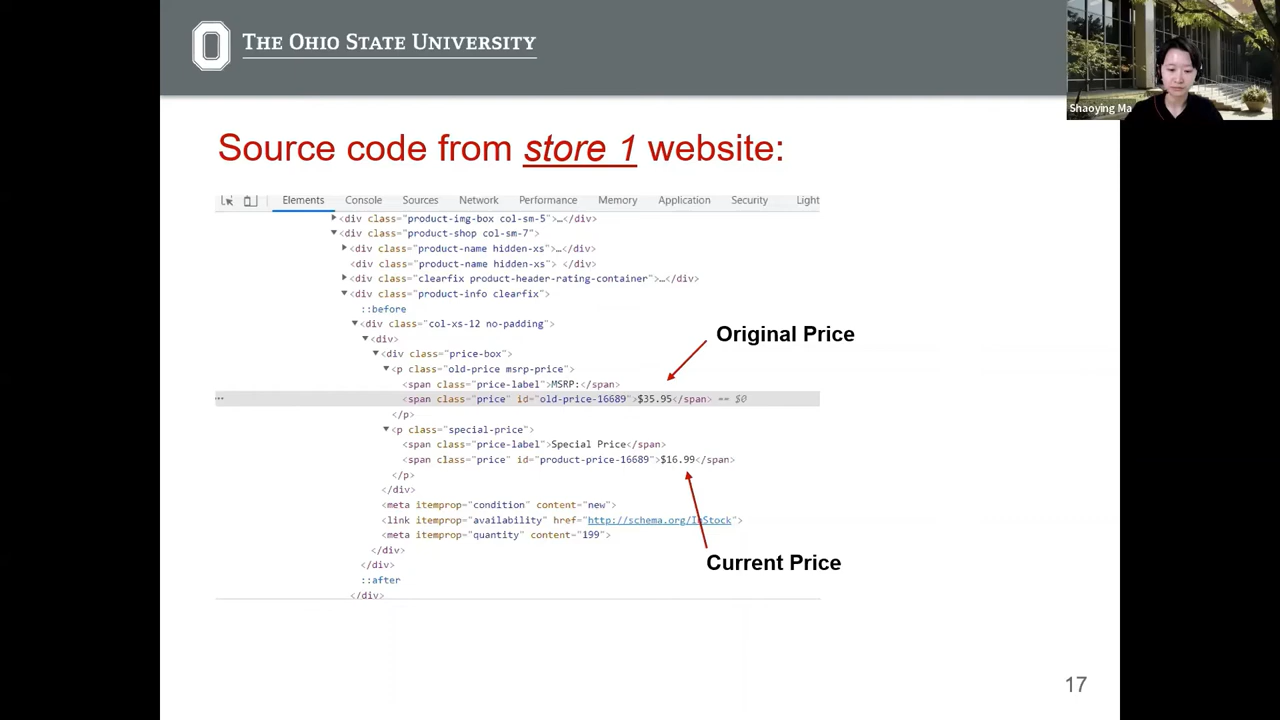 THE OHIO STATE UNIVERSITY
Shaoying Ma
Source code from store 1 website:
Elements Console Sources Network Performance Memory Application Security Light
<div class="product-img-box col-sm-5">…</div>
<div class="product-shop col-sm-7">
<div class="product-name hidden-xs">…</div>
<div class="product-name hidden-xs"> </div>
<div class="clearfix product-header-rating-container">…</div>
<div class="product-info clearfix">
::before
<div class="col-xs-12 no-padding">
<div>
Original Price
<div class="price-box">
<p class="old-price msrp-price">
<span class="price-label">MSRP:</span>
… <span class="price" id="old-price-16689">$35.95</span> == $0
</p>
<p class="special-price">
<span class="price-label">Special Price</span>
<span class="price" id="product-price-16689">$16.99</span>
</p>
</div>
<meta itemprop="condition" content="new">
<link itemprop="availability" href="http://schema.org/InStock">
<meta itemprop="quantity" content="199">
</div>
Current Price
</div>
::after
</div>
17